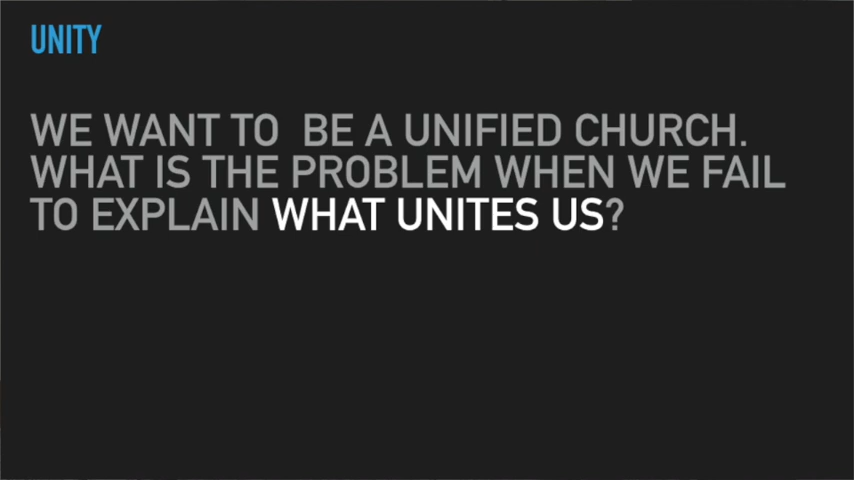 UNITY
WE WANT TO  BE A UNIFIED CHURCH.
WHAT IS THE PROBLEM WHEN WE FAIL
TO EXPLAIN WHAT UNITES US?